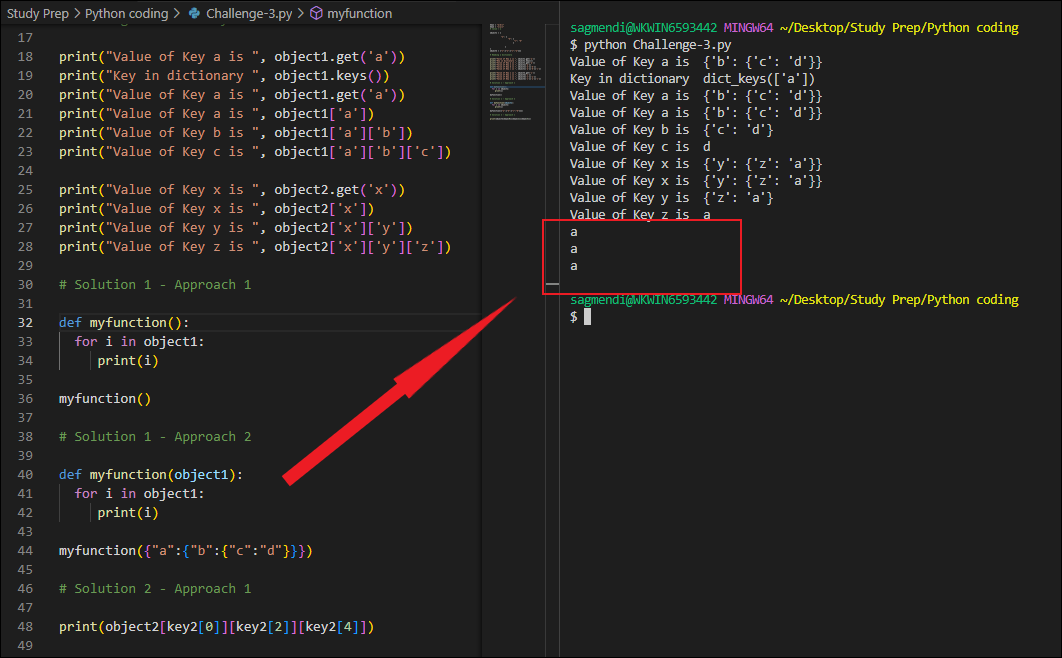 Study Prep > Python coding > Challenge-3.py > myfunction
17
18 print("Value of Key a is ", object1.get('a'))
19 print("Key in dictionary ", object1.keys())
20 print("Value of Key a is ", object1.get('a'))
21 print("Value of Key a is ", object1['a'])
22 print("Value of Key b is ", object1['a']['b'])
23 print("Value of Key c is ", object1['a']['b']['c'])
24
25 print("Value of Key x is ", object2.get('x'))
26 print("Value of Key x is ", object2['x'])
27 print("Value of Key y is ", object2['x']['y'])
28 print("Value of Key z is ", object2['x']['y']['z'])
29
30 # Solution 1 - Approach 1
31
32 def myfunction():
33 for i in object1:
34 print(i)
35
36 myfunction()
37
38 # Solution 1 - Approach 2
39
40 def myfunction(object1):
41 for i in object1:
42 print(i)
43
44 myfunction({"a":{"b":{"c":"d"}}})
45
46 # Solution 2 - Approach 1
47
48 print(object2[key2[0]][key2[2]][key2[4]])
49
sagmendi@WKWIN6593442 MINGW64 ~/Desktop/Study Prep/Python coding
$ python Challenge-3.py
Value of Key a is  {'b': {'c': 'd'}}
Key in dictionary  dict_keys(['a'])
Value of Key a is  {'b': {'c': 'd'}}
Value of Key a is  {'b': {'c': 'd'}}
Value of Key b is  {'c': 'd'}
Value of Key c is  d
Value of Key x is  {'y': {'z': 'a'}}
Value of Key x is  {'y': {'z': 'a'}}
Value of Key y is  {'z': 'a'}
Value of Key z is  a
a
a
a
sagmendi@WKWIN6593442 MINGW64 ~/Desktop/Study Prep/Python coding
$